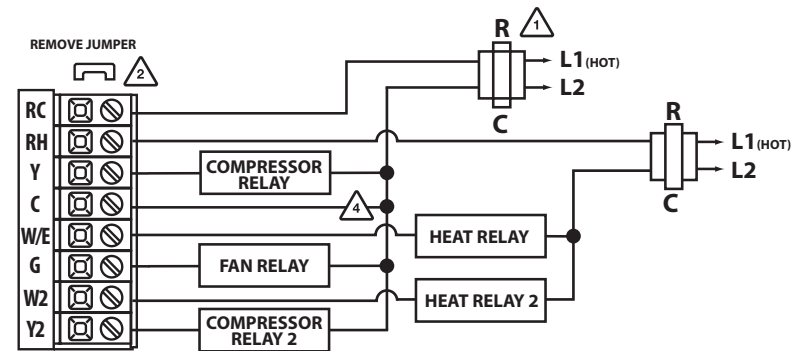 R 1
REMOVE JUMPER
2
L1 (HOT)
L2
C
R
L1 (HOT)
L2
C
RC
RH
Y
COMPRESSOR
RELAY
C
4
W/E
HEAT RELAY
G
FAN RELAY
W2
HEAT RELAY 2
Y2
COMPRESSOR
RELAY 2